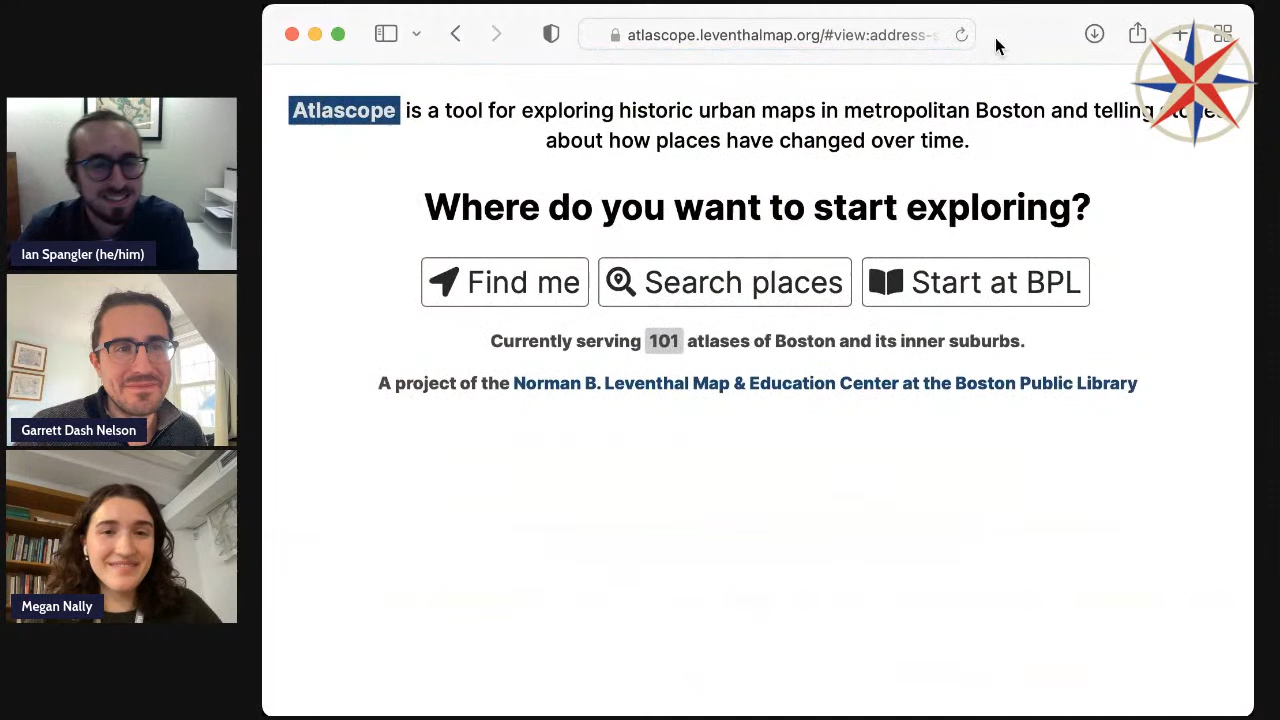 atlascope.leventhalmap.org/#view:address-s
Atlascope is a tool for exploring historic urban maps in metropolitan Boston and telling stories
about how places have changed over time.
Where do you want to start exploring?
Find me
Search places
Start at BPL
Currently serving 101 atlases of Boston and its inner suburbs.
A project of the Norman B. Leventhal Map & Education Center at the Boston Public Library
Ian Spangler (he/him)
Garrett Dash Nelson
Megan Nally